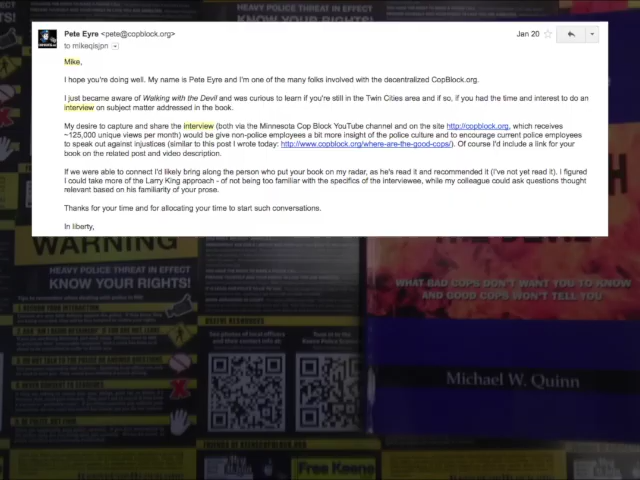 HEAVY POLICE THREAT IN EFFECT
KNOW YOUR RIGHTS!
Pete Eyre <pete@copblock.org>
Jan 20
to mikeqisjpn
Mike,
I hope you're doing well. My name is Pete Eyre and I'm one of the many folks involved with the decentralized CopBlock.org.
I just became aware of Walking with the Devil and was curious to learn if you're still in the Twin Cities area and if so, if you had the time and interest to do an
interview on subject matter addressed in the book.
My desire to capture and share the interview (both via the Minnesota Cop Block YouTube channel and on the site http://copblock.org, which receives
~125,000 unique views per month) would be give non-police employees a bit more insight of the police culture and to encourage current police employees
to speak out against injustices (similar to this post I wrote today: http://www.copblock.org/where-are-the-good-cops/). Of course I'd include a link for your
book on the related post and video description.
If we were able to connect I'd likely bring along the person who put your book on my radar, as he's read it and recommended it (I've not yet read it). I figured
I could take more of the Larry King approach - of not being too familiar with the specifics of the interviewee, while my colleague could ask questions thought
relevant based on his familiarity of your prose.
Thanks for your time and for allocating your time to start such conversations.
In liberty,
WARNING
HEAVY POLICE THREAT IN EFFECT
KNOW YOUR RIGHTS!
WHAT BAD COPS DON'T WANT YOU TO KNOW
AND GOOD COPS WON'T TELL YOU
USEFUL RESOURCES
Michael W. Quinn
Free Keene